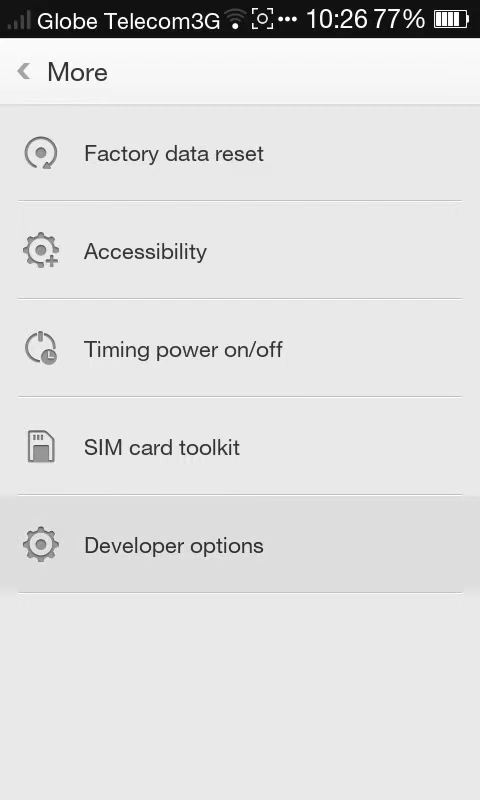 Globe Telecom3G 10:26 77%
More
Factory data reset
Accessibility
Timing power on/off
SIM card toolkit
Developer options